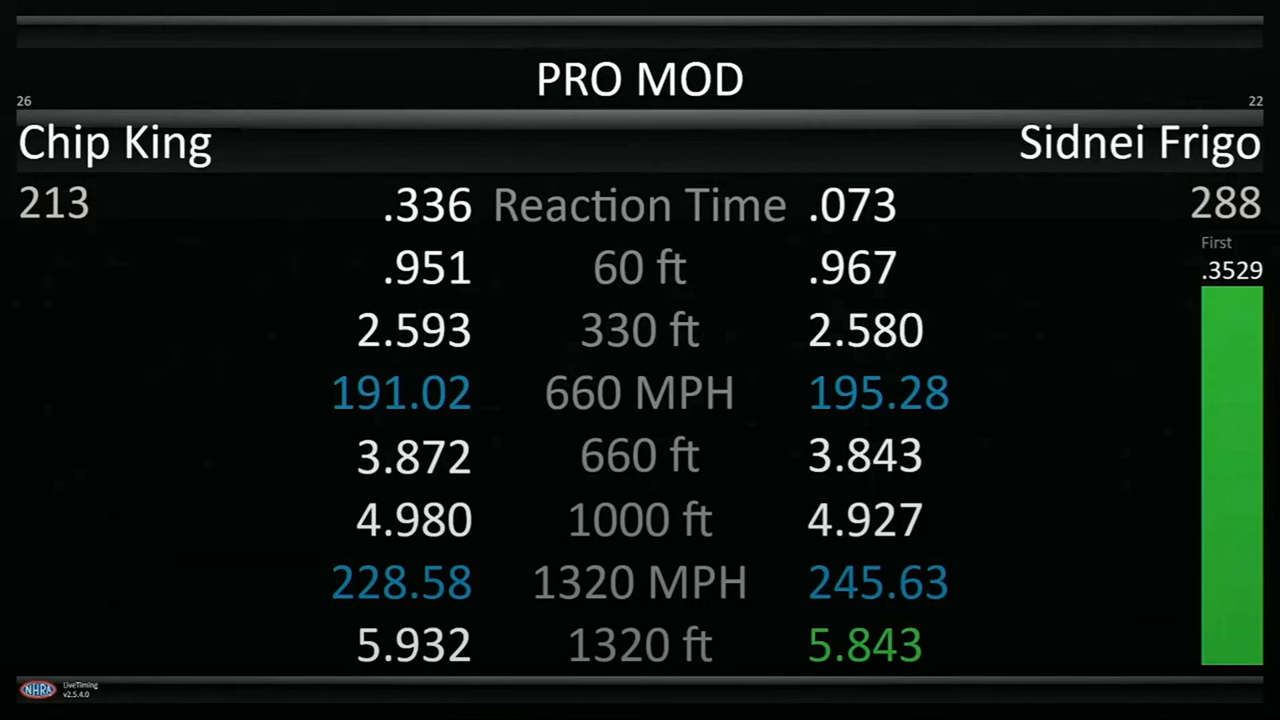 PRO MOD
26 22
Chip King Sidnei Frigo
213 .336 Reaction Time .073 288
First
.951 60 ft .967 .3529
2.593 330 ft 2.580
191.02 660 MPH 195.28
3.872 660 ft 3.843
4.980 1000 ft 4.927
228.58 1320 MPH 245.63
5.932 1320 ft 5.843
NHRA LiveTiming
v2.5.4.0